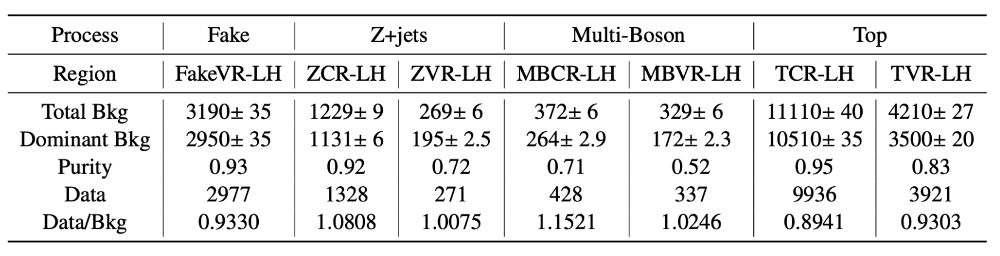 Process Fake Z+jets Multi-Boson Top
Region FakeVR-LH ZCR-LH ZVR-LH MBCR-LH MBVR-LH TCR-LH TVR-LH
Total Bkg 3190± 35 1229± 9 269± 6 372± 6 329± 6 11110± 40 4210± 27
Dominant Bkg 2950± 35 1131± 6 195± 2.5 264± 2.9 172± 2.3 10510± 35 3500± 20
Purity 0.93 0.92 0.72 0.71 0.52 0.95 0.83
Data 2977 1328 271 428 337 9936 3921
Data/Bkg 0.9330 1.0808 1.0075 1.1521 1.0246 0.8941 0.9303